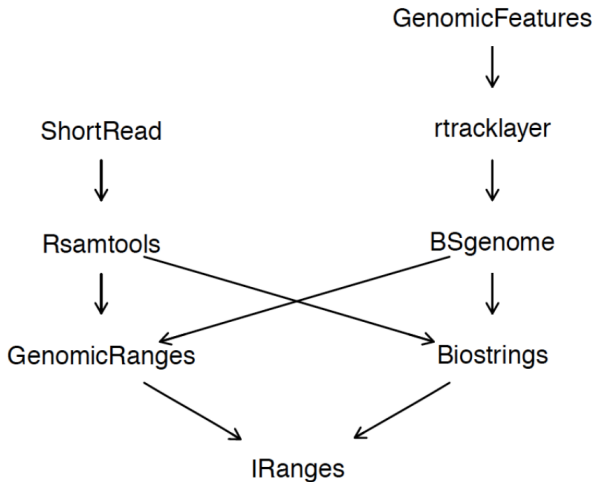 GenomicFeatures
ShortRead
rtracklayer
Rsamtools
BSgenome
GenomicRanges
Biostrings
IRanges